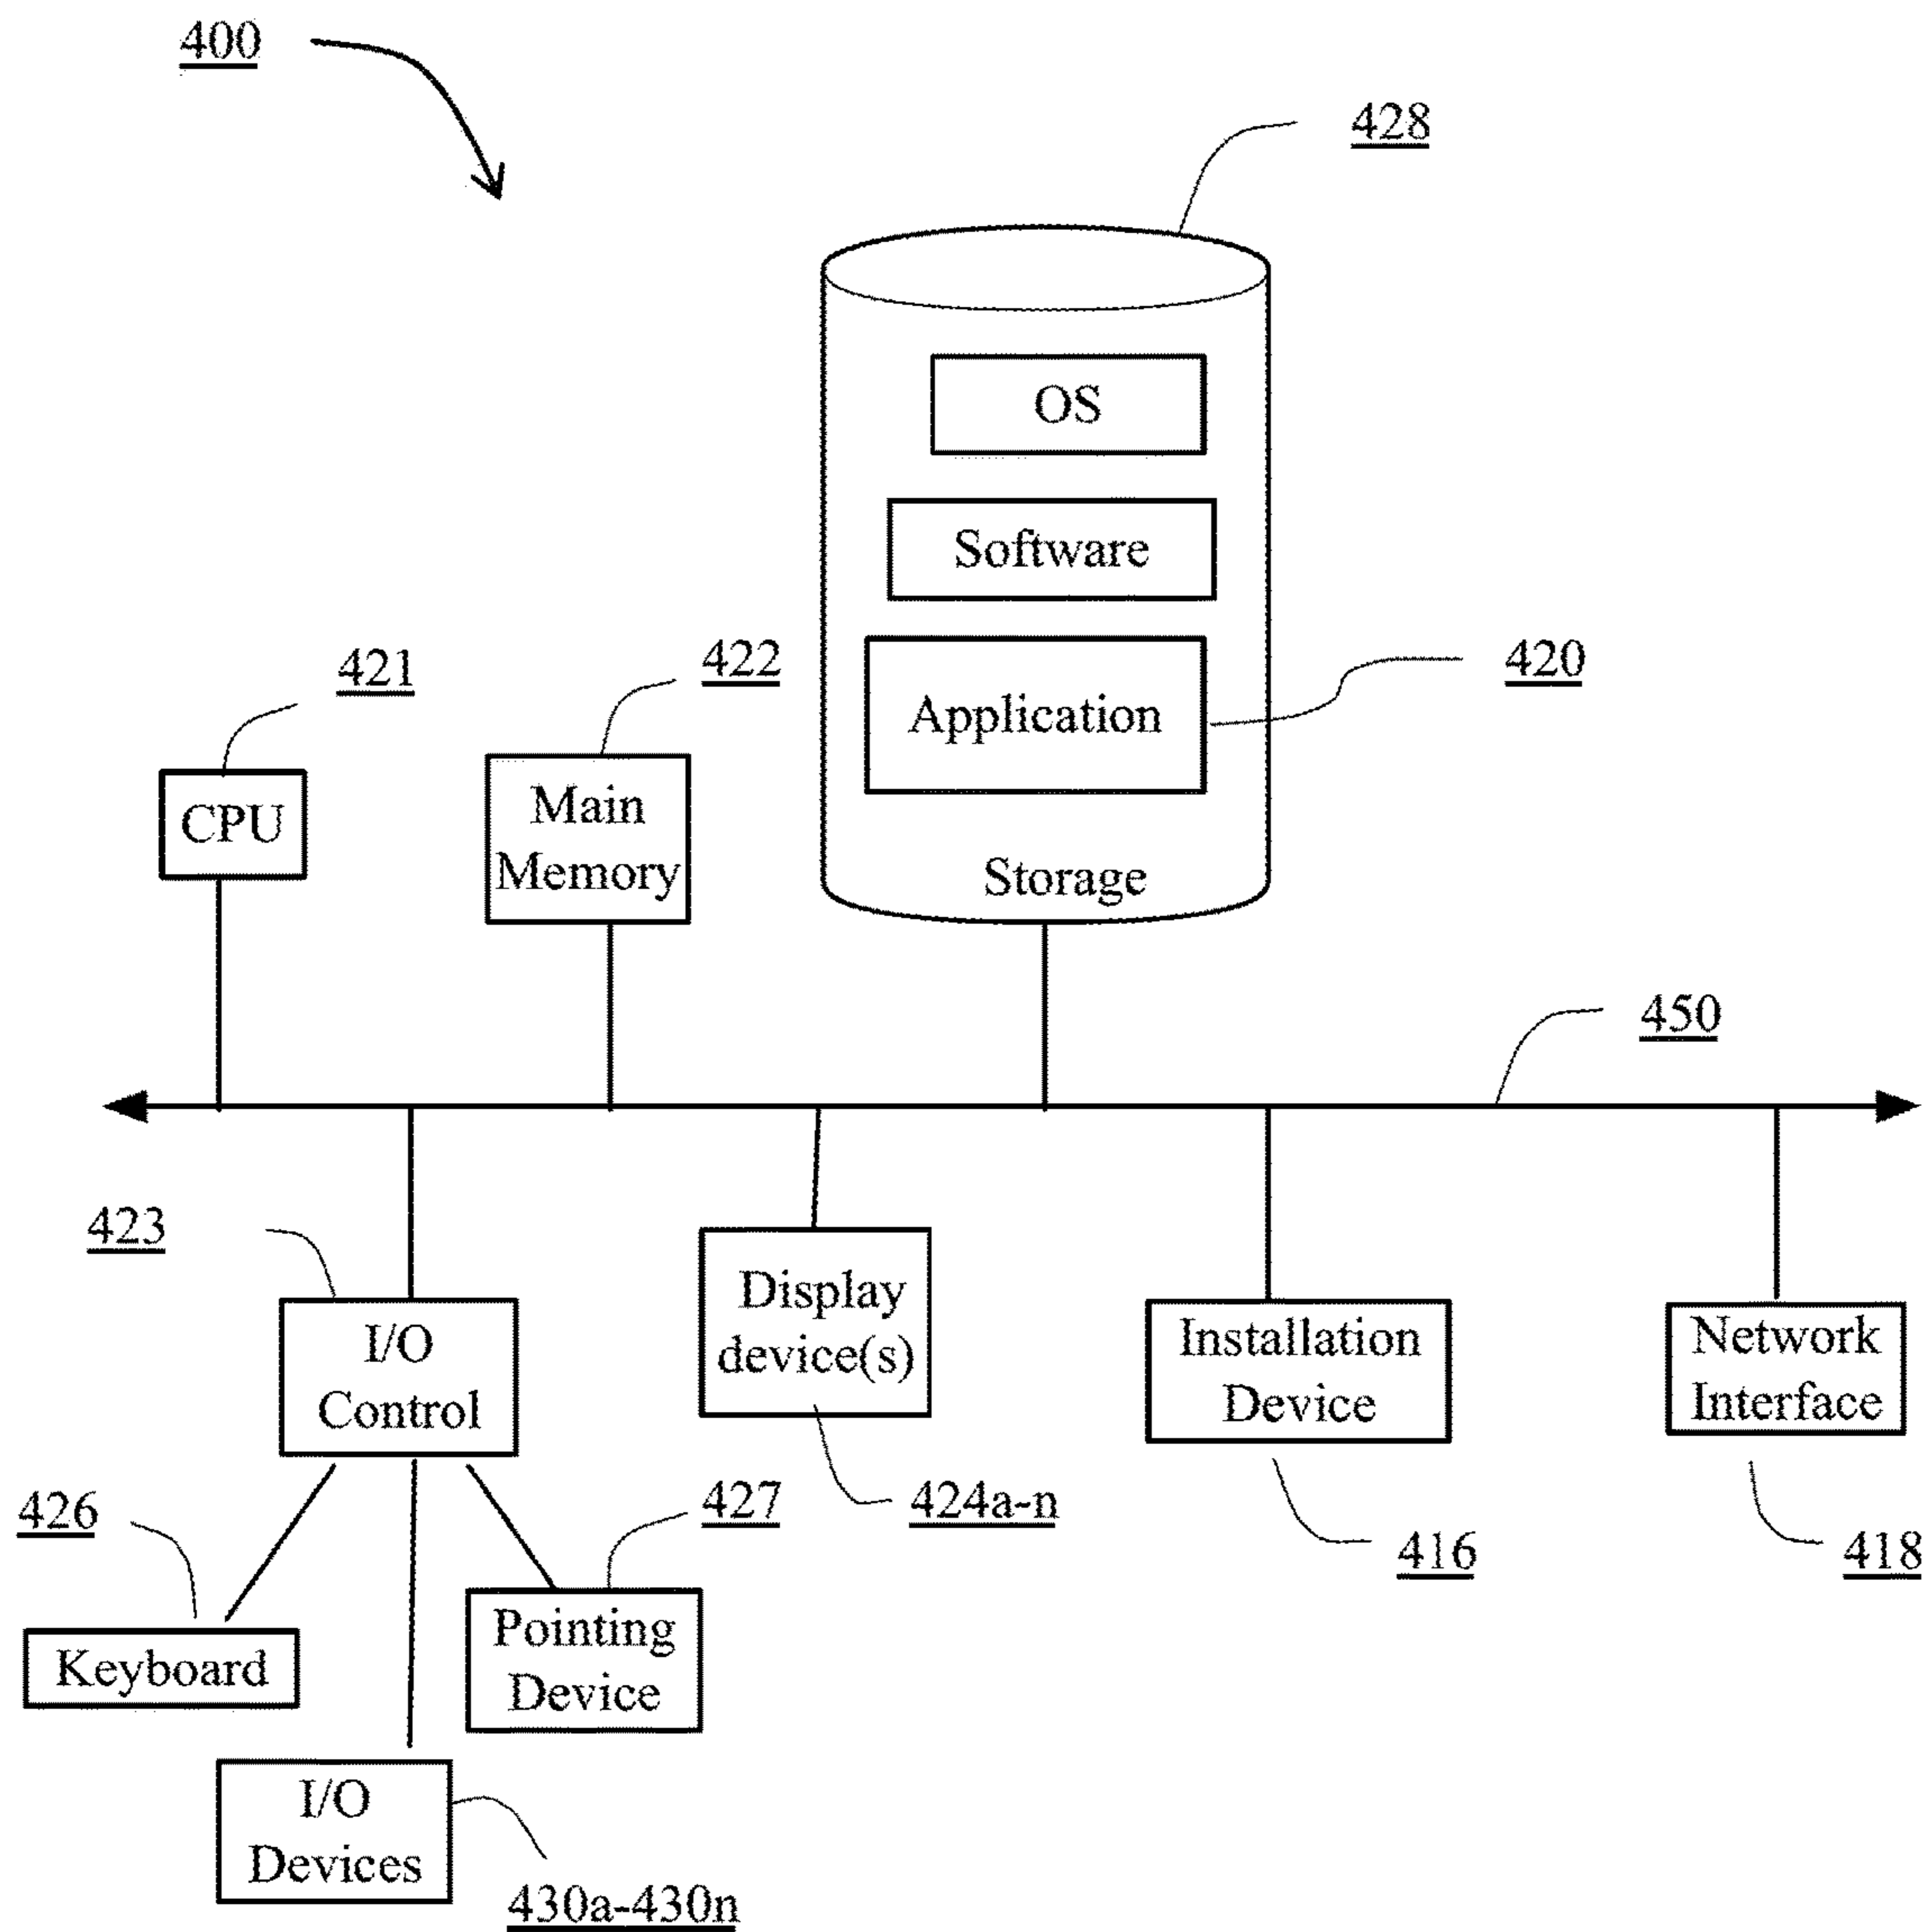 400
428
OS
Software
421
422
420
Application
CPU
Main
Memory
Storage
450
423
I/O
Control
Display
device(s)
Installation
Device
Network
Interface
426
427
424a-n
416
418
Keyboard
Pointing
Device
I/O
Devices
430a-430n